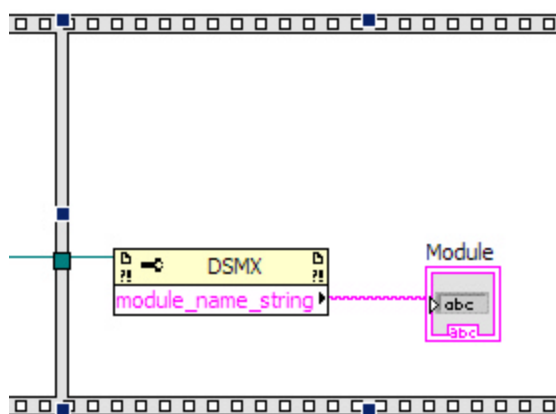 Module
?! DSMX ?!
module_name_string
abc
abc